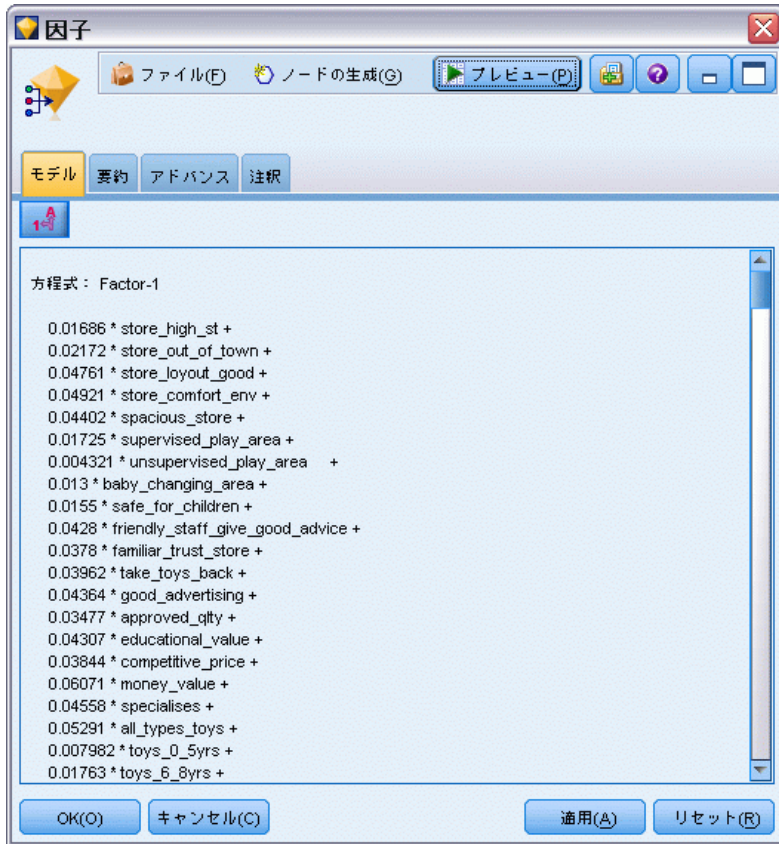 因子
ファイル(F) ノードの生成(G) プレビュー(P)
モデル 要約 アドバンス 注釈
方程式： Factor-1
0.01686 * store_high_st +
0.02172 * store_out_of_town +
0.04761 * store_loyout_good +
0.04921 * store_comfort_env +
0.04402 * spacious_store +
0.01725 * supervised_play_area +
0.004321 * unsupervised_play_area +
0.013 * baby_changing_area +
0.0155 * safe_for_children +
0.0428 * friendly_staff_give_good_advice +
0.0378 * familiar_trust_store +
0.03962 * take_toys_back +
0.04364 * good_advertising +
0.03477 * approved_qlty +
0.04307 * educational_value +
0.03844 * competitive_price +
0.06071 * money_value +
0.04558 * specialises +
0.05291 * all_types_toys +
0.007982 * toys_0_5yrs +
0.01763 * toys_6_8yrs +
OK(O) キャンセル(C) 適用(A) リセット(R)